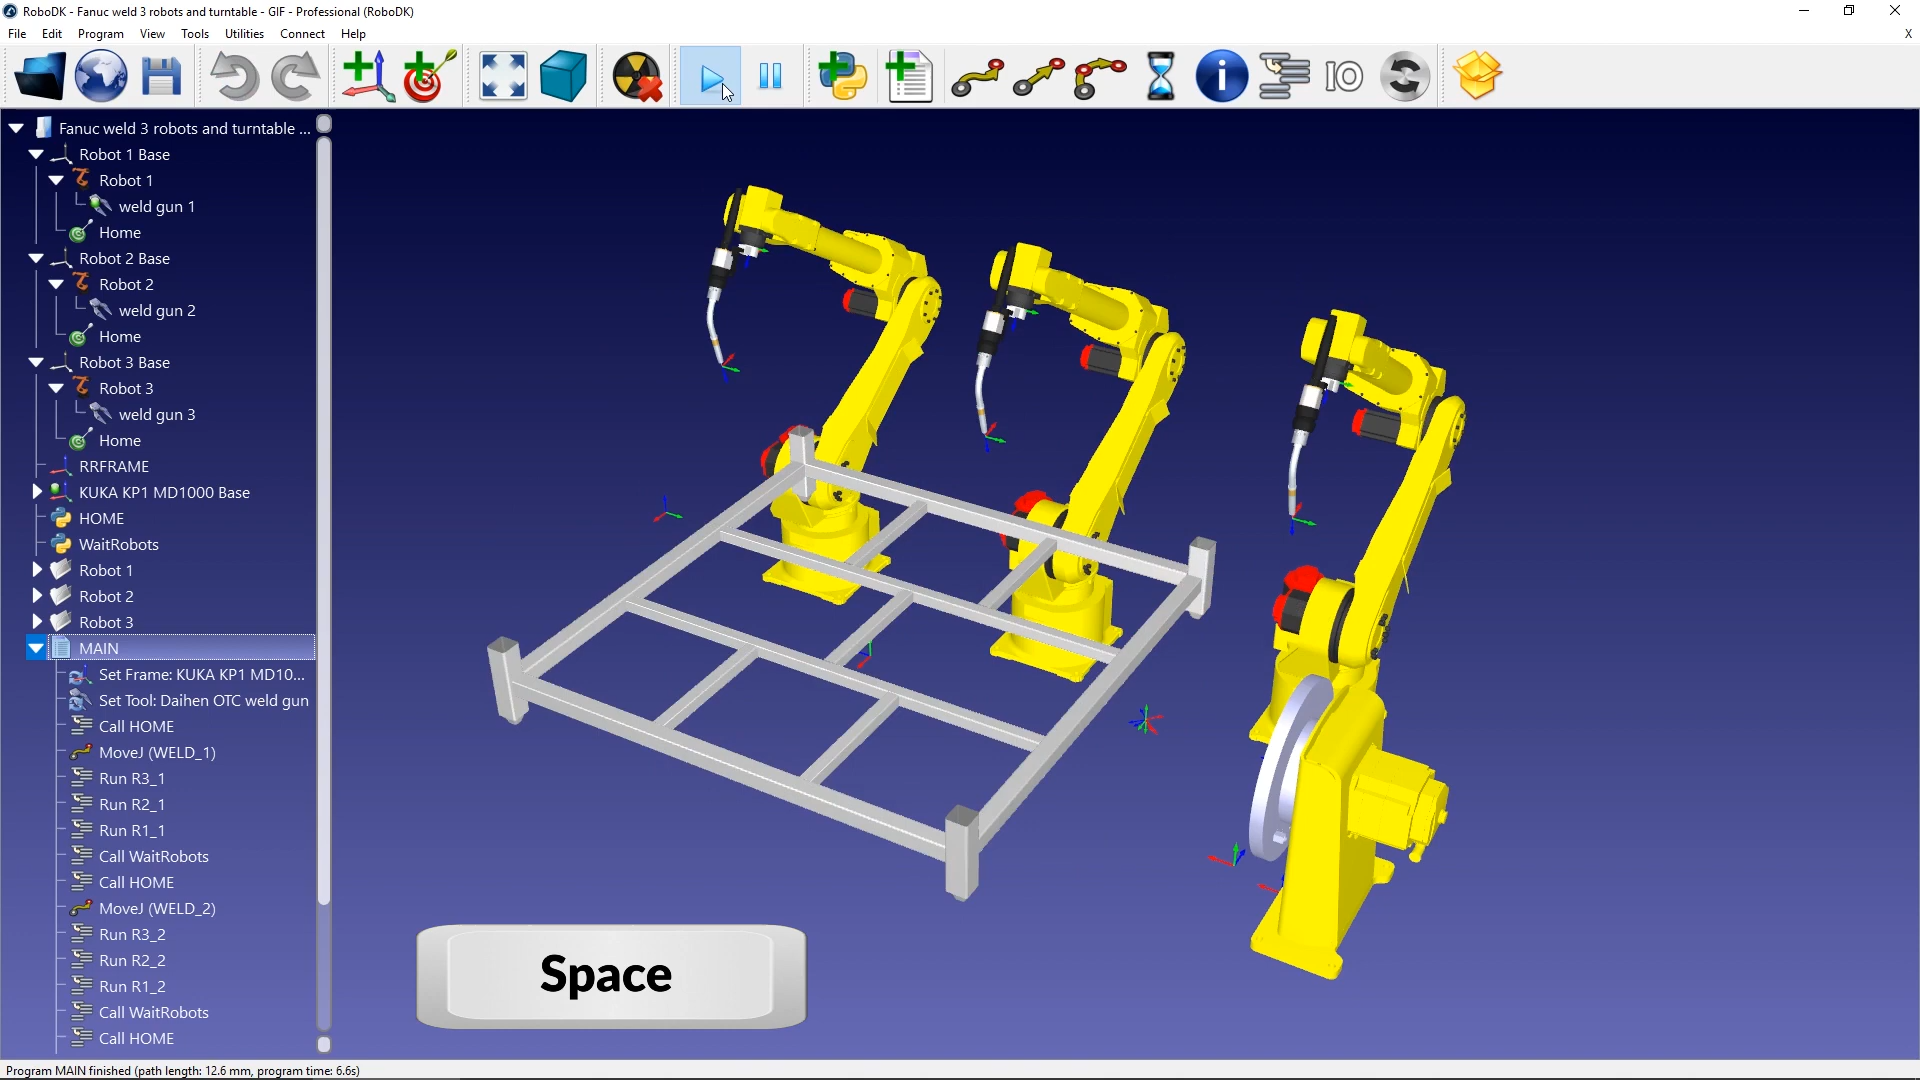 RoboDK - Fanuc weld 3 robots and turntable - GIF - Professional (RoboDK)
File Edit Program View Tools Utilities Connect Help X
IO
Fanuc weld 3 robots and turntable ...
Robot 1 Base
Robot 1
weld gun 1
Home
Robot 2 Base
Robot 2
weld gun 2
Home
Robot 3 Base
Robot 3
weld gun 3
Home
RRFRAME
KUKA KP1 MD1000 Base
HOME
WaitRobots
Robot 1
Robot 2
Robot 3
MAIN
Set Frame: KUKA KP1 MD10...
Set Tool: Daihen OTC weld gun
Call HOME
MoveJ (WELD_1)
Run R3_1
Run R2_1
Run R1_1
Call WaitRobots
Call HOME
MoveJ (WELD_2)
Run R3_2
Run R2_2
Run R1_2
Call WaitRobots
Call HOME
Space
Program MAIN finished (path length: 12.6 mm, program time: 6.6s)